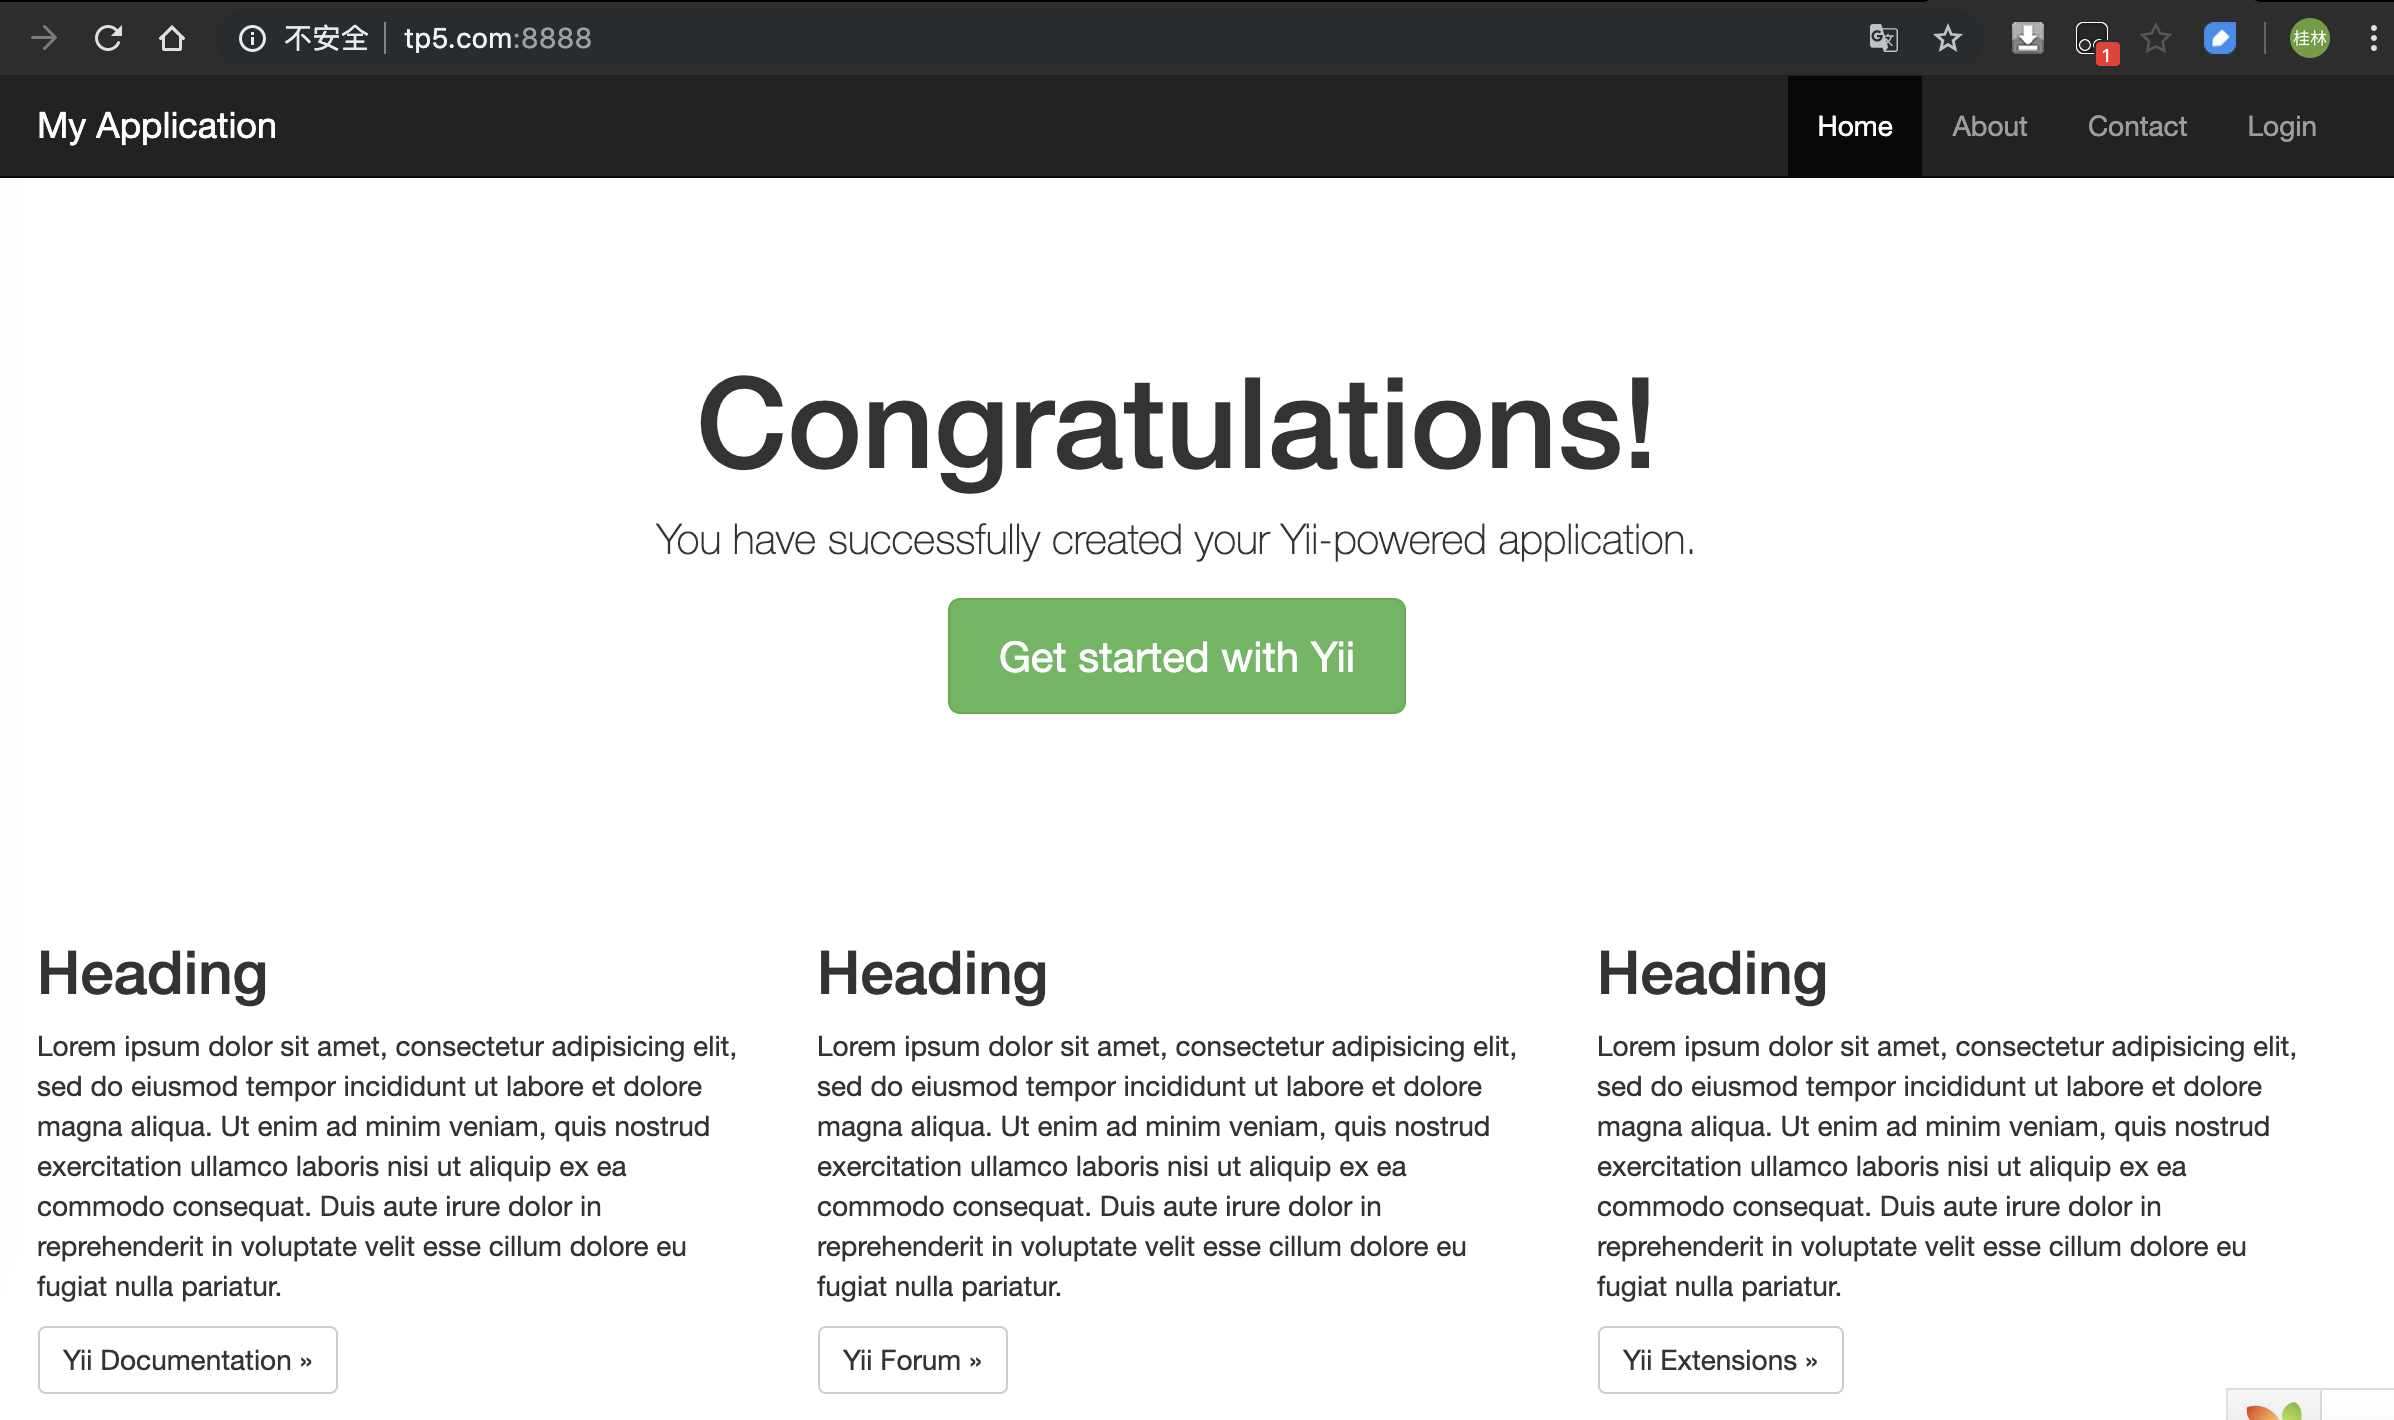 不安全 tp5.com:8888
1
桂林
My Application
Home About Contact Login
Congratulations!
You have successfully created your Yii-powered application.
Get started with Yii
Heading
Lorem ipsum dolor sit amet, consectetur adipisicing elit,
sed do eiusmod tempor incididunt ut labore et dolore
magna aliqua. Ut enim ad minim veniam, quis nostrud
exercitation ullamco laboris nisi ut aliquip ex ea
commodo consequat. Duis aute irure dolor in
reprehenderit in voluptate velit esse cillum dolore eu
fugiat nulla pariatur.
Yii Documentation »
Heading
Lorem ipsum dolor sit amet, consectetur adipisicing elit,
sed do eiusmod tempor incididunt ut labore et dolore
magna aliqua. Ut enim ad minim veniam, quis nostrud
exercitation ullamco laboris nisi ut aliquip ex ea
commodo consequat. Duis aute irure dolor in
reprehenderit in voluptate velit esse cillum dolore eu
fugiat nulla pariatur.
Yii Forum »
Heading
Lorem ipsum dolor sit amet, consectetur adipisicing elit,
sed do eiusmod tempor incididunt ut labore et dolore
magna aliqua. Ut enim ad minim veniam, quis nostrud
exercitation ullamco laboris nisi ut aliquip ex ea
commodo consequat. Duis aute irure dolor in
reprehenderit in voluptate velit esse cillum dolore eu
fugiat nulla pariatur.
Yii Extensions »